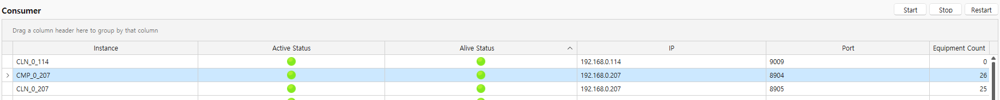 Consumer
Start Stop Restart
Drag a column header here to group by that column
Instance Active Status Alive Status IP Port Equipment Count
CLN_0_114 192.168.0.114 9009 0
CMP_0_207 192.168.0.207 8904 26
CLN_0_207 192.168.0.207 8905 25